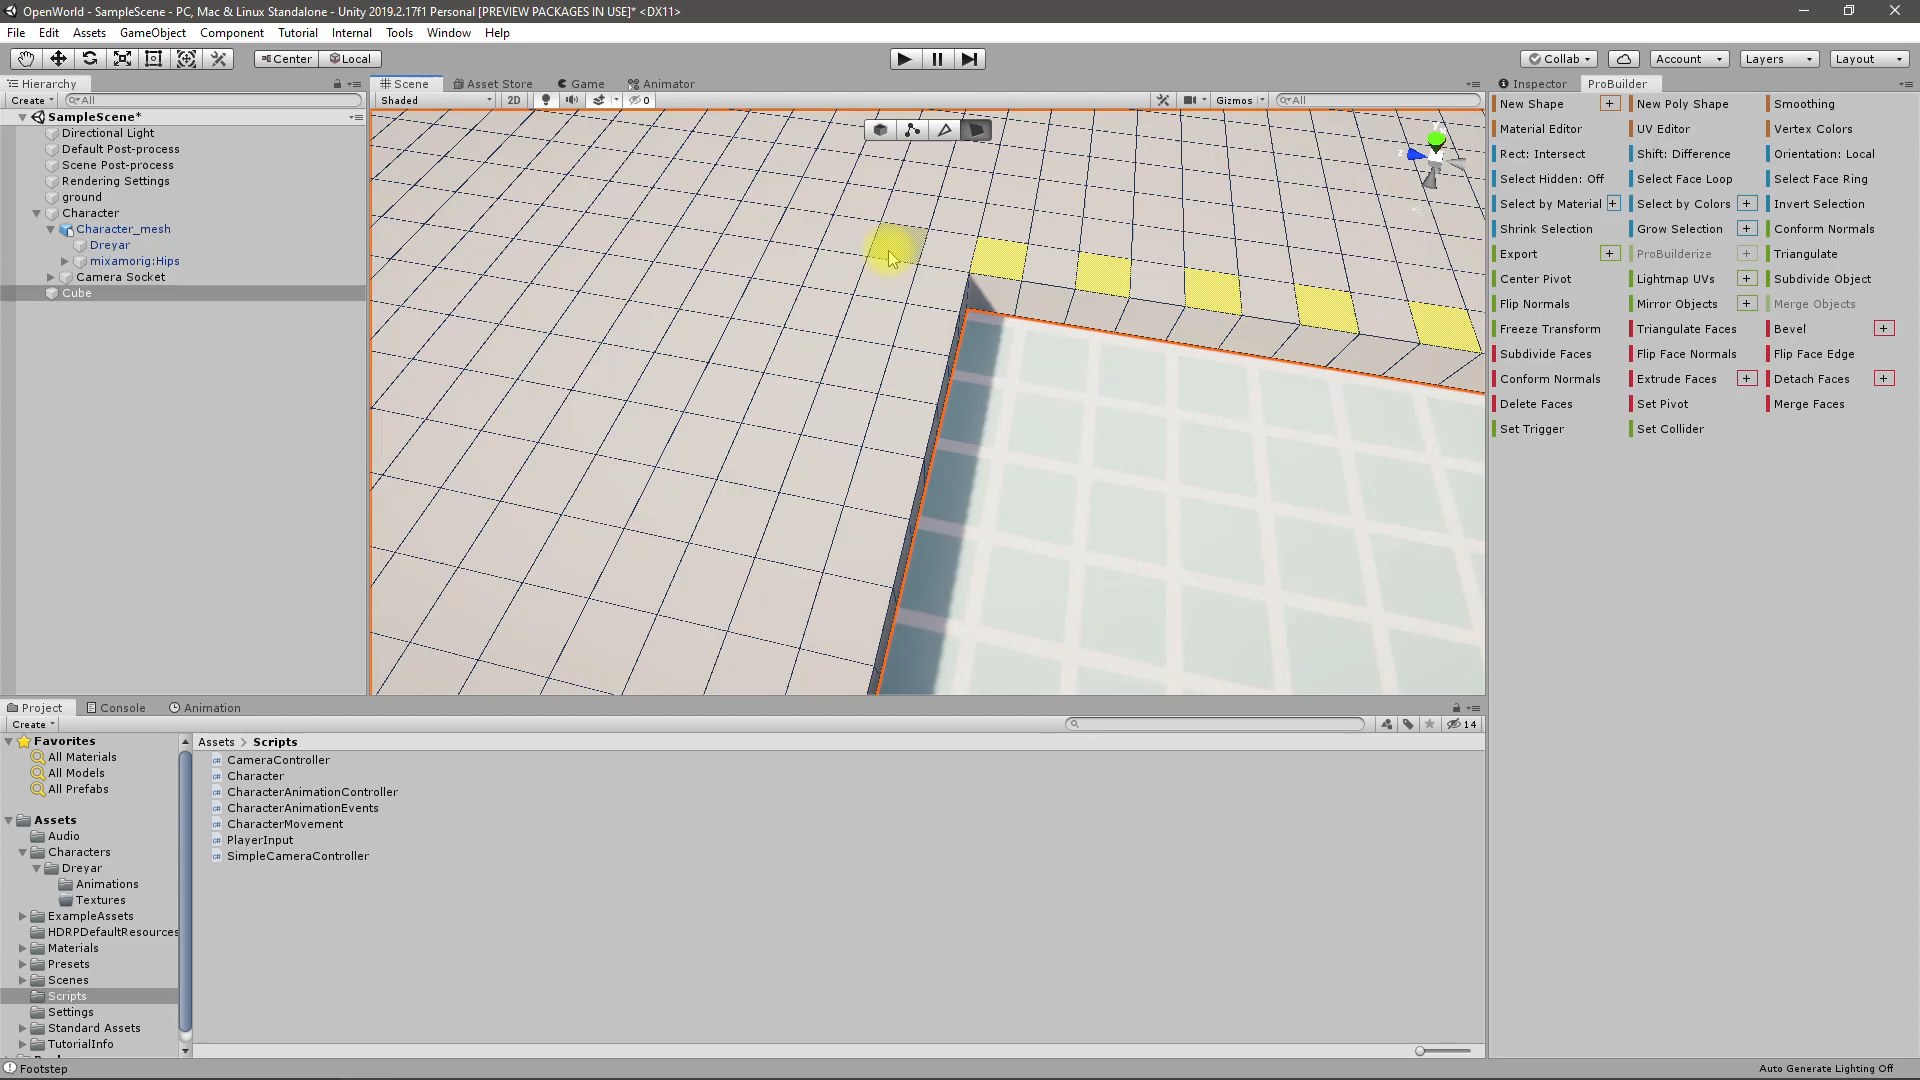 OpenWorld - SampleScene - PC, Mac & Linux Standalone - Unity 2019.2.17f1 Personal [PREVIEW PACKAGES IN USE]* <DX11>
File Edit Assets GameObject Component Tutorial Internal Tools Window Help
Center Local Collab Account Layers Layout
Hierarchy
Create All
SampleScene*
Directional Light
Default Post-process
Scene Post-process
Rendering Settings
ground
Character
Character_mesh
Dreyar
mixamorig:Hips
Camera Socket
Cube
Scene Asset Store Game Animator
Shaded 2D 0 Gizmos All
Inspector ProBuilder
New Shape + New Poly Shape Smoothing
Material Editor UV Editor Vertex Colors
Rect: Intersect Shift: Difference Orientation: Local
Select Hidden: Off Select Face Loop Select Face Ring
Select by Material + Select by Colors + Invert Selection
Shrink Selection Grow Selection + Conform Normals
Export + ProBuilderize + Triangulate
Center Pivot Lightmap UVs + Subdivide Object
Flip Normals Mirror Objects + Merge Objects
Freeze Transform Triangulate Faces Bevel +
Subdivide Faces Flip Face Normals Flip Face Edge
Conform Normals Extrude Faces + Detach Faces +
Delete Faces Set Pivot Merge Faces
Set Trigger Set Collider
Project Console Animation
Create 14
Favorites
All Materials
All Models
All Prefabs
Assets
Audio
Characters
Dreyar
Animations
Textures
ExampleAssets
HDRPDefaultResources
Materials
Presets
Scenes
Scripts
Settings
Standard Assets
TutorialInfo
Assets > Scripts
CameraController
Character
CharacterAnimationController
CharacterAnimationEvents
CharacterMovement
PlayerInput
SimpleCameraController
Footstep
Auto Generate Lighting Off